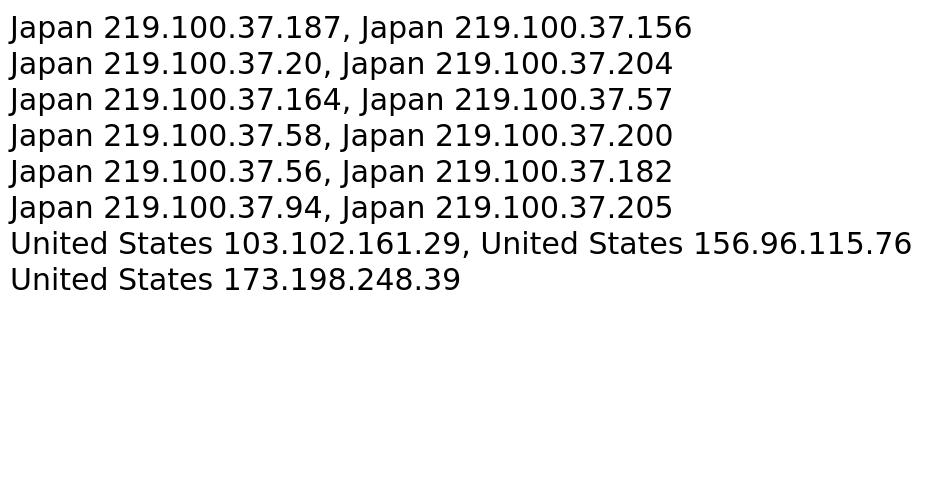 Japan 219.100.37.187, Japan 219.100.37.156
Japan 219.100.37.20, Japan 219.100.37.204
Japan 219.100.37.164, Japan 219.100.37.57
Japan 219.100.37.58, Japan 219.100.37.200
Japan 219.100.37.56, Japan 219.100.37.182
Japan 219.100.37.94, Japan 219.100.37.205
United States 103.102.161.29, United States 156.96.115.76
United States 173.198.248.39